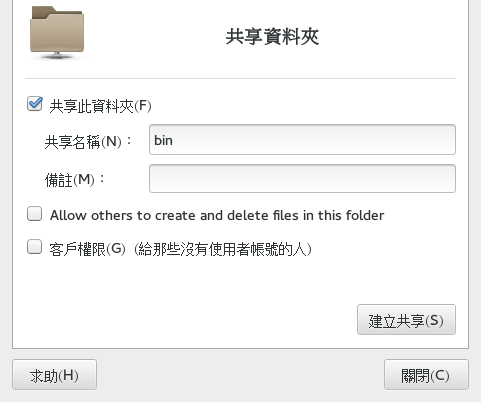 共享資料夾
共享此資料夾(F)
共享名稱(N)： bin
備註(M)：
Allow others to create and delete files in this folder
客戶權限(G) (給那些沒有使用者帳號的人)
建立共享(S)
求助(H) 關閉(C)